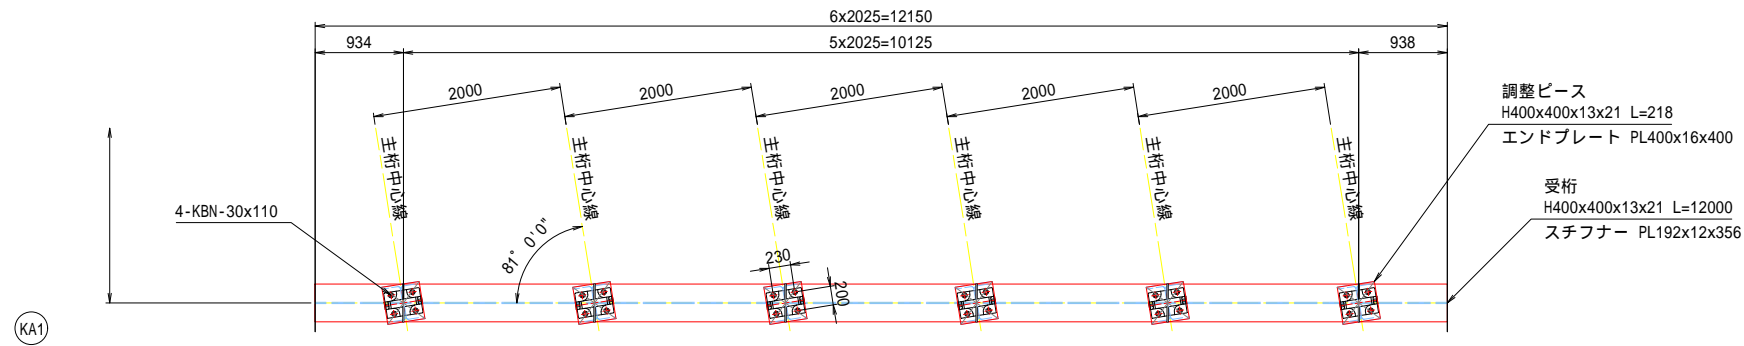 6x2025=12150
934
5x2025=10125
938
2000
2000
2000
2000
2000
調整ピース
H400x400x13x21 L=218
エンドプレート PL400x16x400
主桁中心線
主桁中心線
主桁中心線
主桁中心線
主桁中心線
主桁中心線
受桁
H400x400x13x21 L=12000
スチフナー PL192x12x356
4-KBN-30x110
81° 0'0"
230
200
KA1